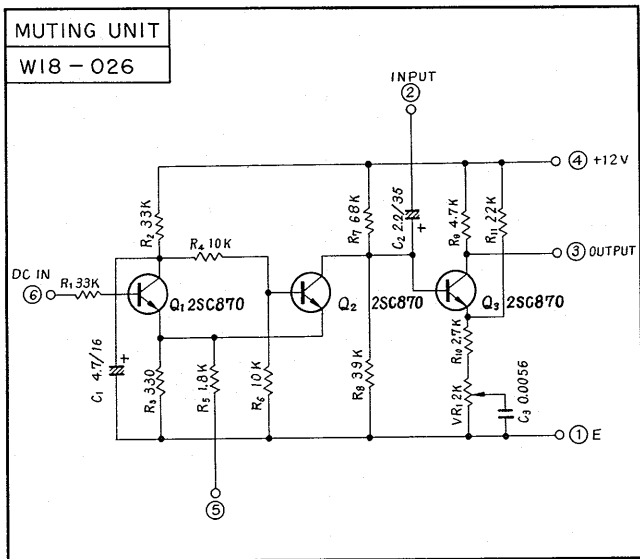 MUTING UNIT
W18-026
INPUT
②
④ +12V
R2 33K
R7 68K
C2 2.2/35
+
R9 4.7K
R11 22K
R4 10K
③ OUTPUT
DC IN
⑥
R1 33K
Q1 2SC870
Q2 2SC870
Q3 2SC870
C1 4.7/16
+
R3 330
R5 1.8K
R6 10K
R8 39K
R10 2.7K
VR1 2K
C3 0.0056
① E
⑤